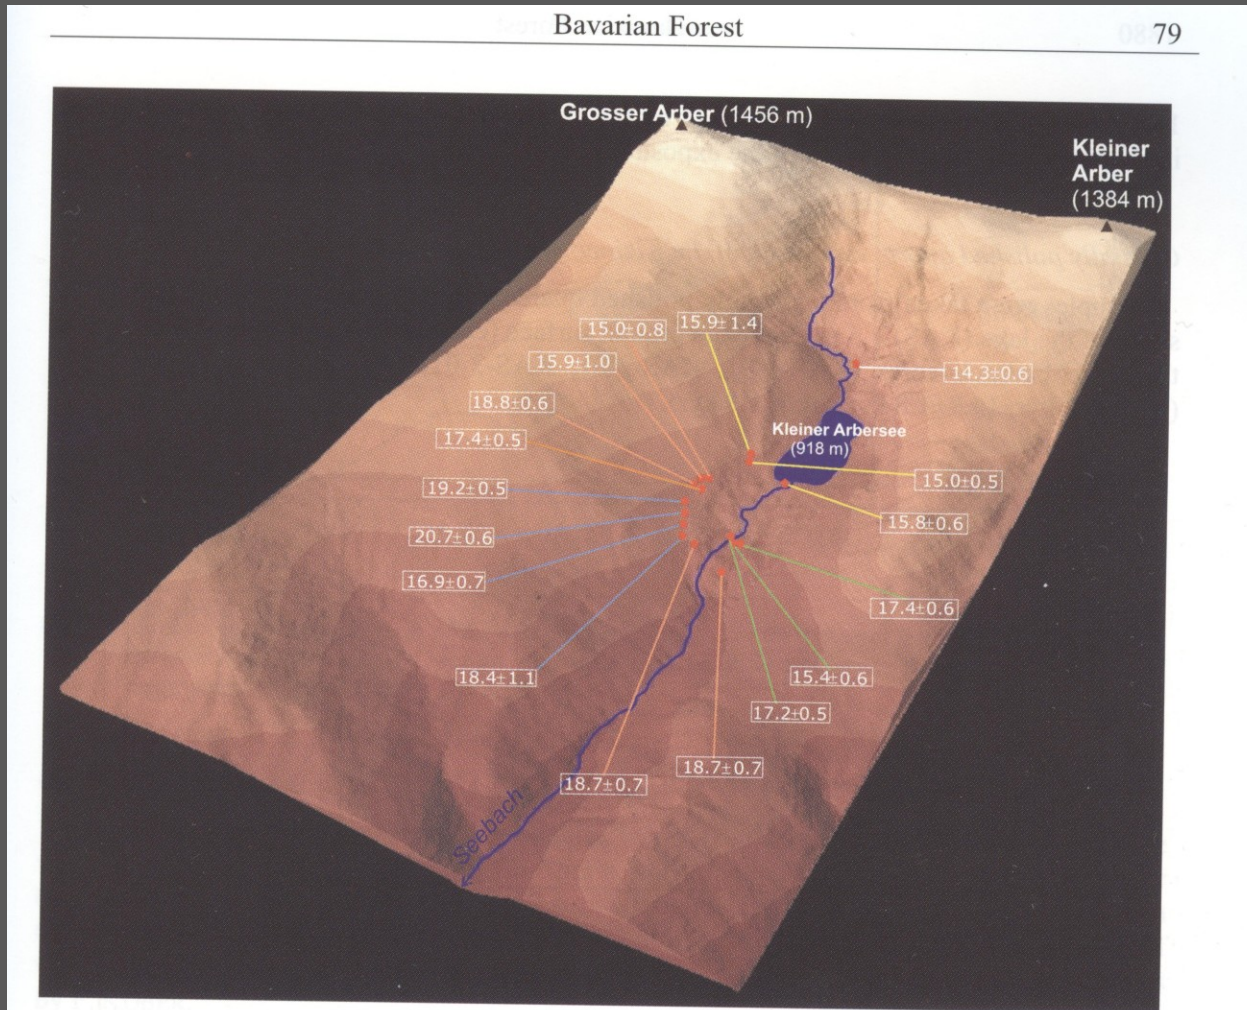 Bavarian Forest
79
Grosser Arber (1456 m)
Kleiner
Arber
(1384 m)
15.0±0.8
15.9±1.4
15.9±1.0
14.3±0.6
18.8±0.6
17.4±0.5
Kleiner Arbersee
(918 m)
19.2±0.5
15.0±0.5
15.8±0.6
20.7±0.6
16.9±0.7
17.4±0.6
18.4±1.1
15.4±0.6
17.2±0.5
18.7±0.7
18.7±0.7
Seebach